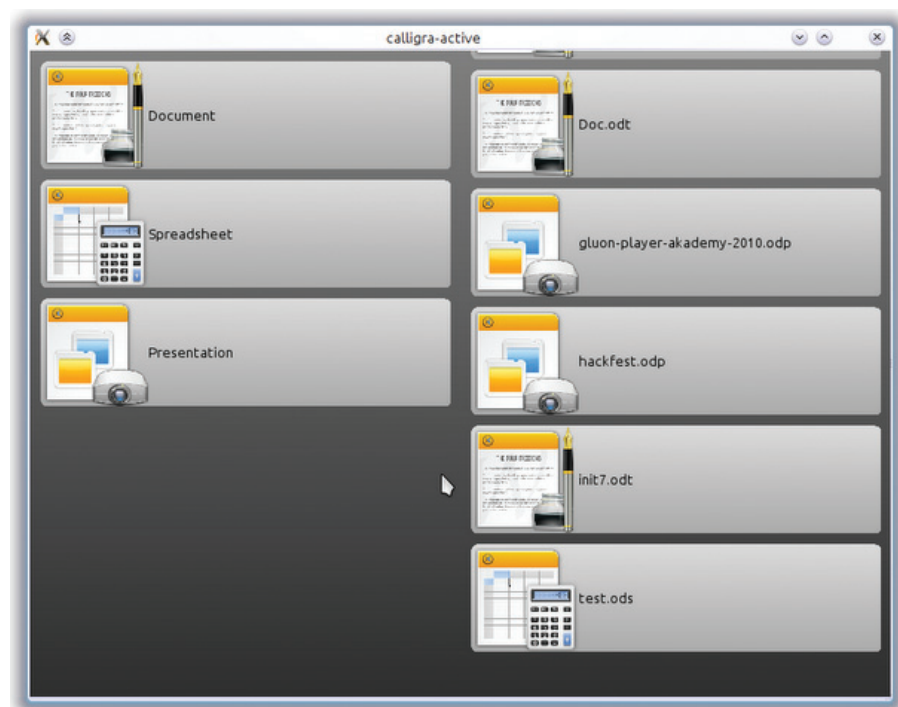 calligra-active
Document
Spreadsheet
Presentation
Doc.odt
gluon-player-akademy-2010.odp
hackfest.odp
init7.odt
test.ods